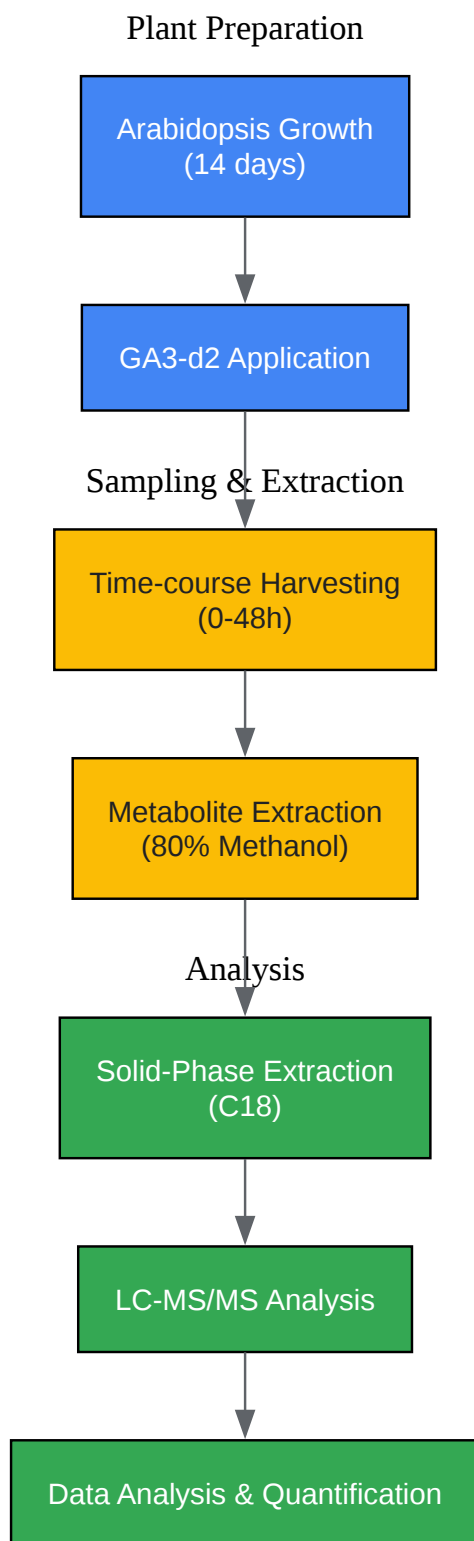 Plant Preparation
Arabidopsis Growth
(14 days)
GA3-d2 Application
Sampling & Extraction
Time-course Harvesting
(0-48h)
Metabolite Extraction
(80% Methanol)
Analysis
Solid-Phase Extraction
(C18)
LC-MS/MS Analysis
Data Analysis & Quantification